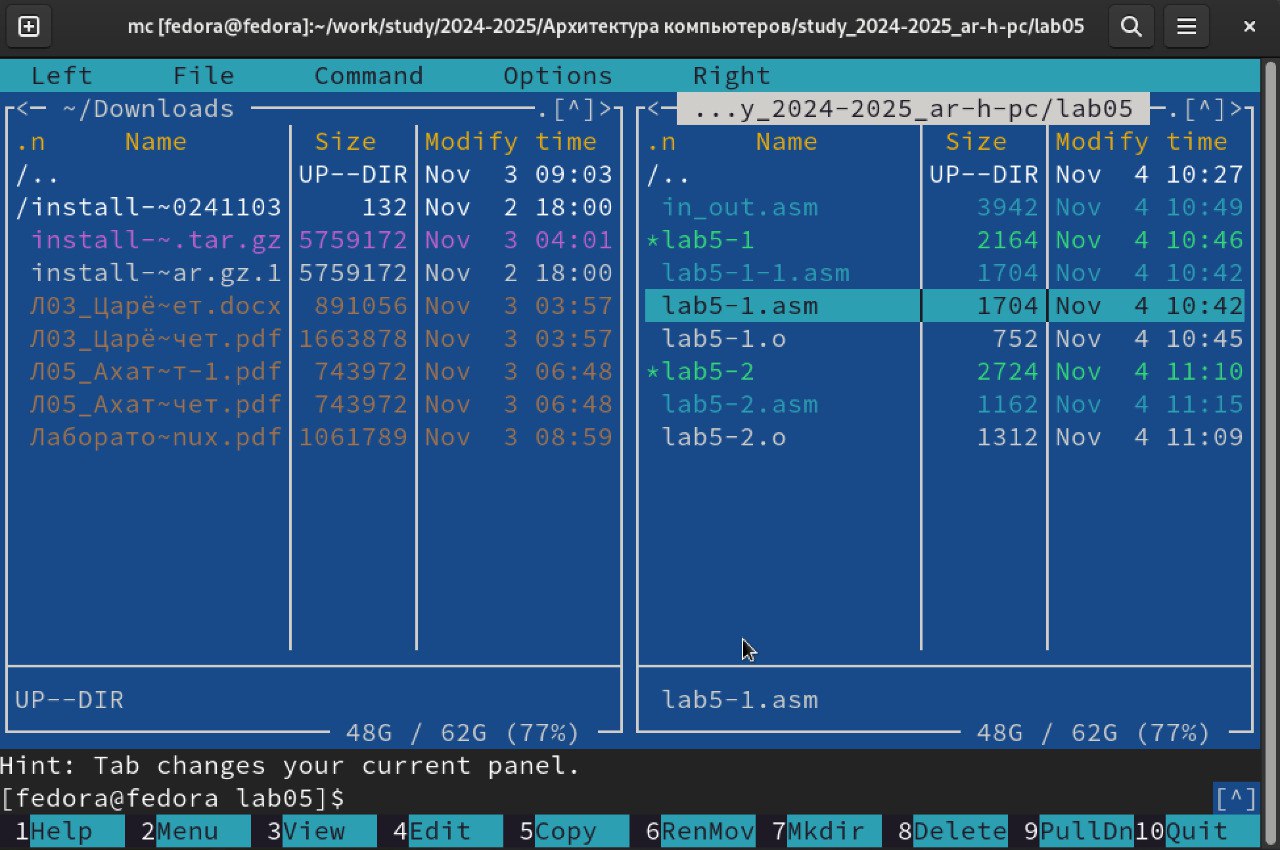 mc [fedora@fedora]:~/work/study/2024-2025/Архитектура компьютеров/study_2024-2025_ar-h-pc/lab05
Left File Command Options Right
<— ~/Downloads .[^]>
.n Name Size Modify time
/.. UP--DIR Nov 3 09:03
/install-~0241103 132 Nov 2 18:00
install-~.tar.gz 5759172 Nov 3 04:01
install-~ar.gz.1 5759172 Nov 2 18:00
Л03_Царё~ет.docx 891056 Nov 3 03:57
Л03_Царё~чет.pdf 1663878 Nov 3 03:57
Л05_Ахат~т-1.pdf 743972 Nov 3 06:48
Л05_Ахат~чет.pdf 743972 Nov 3 06:48
Лаборато~nux.pdf 1061789 Nov 3 08:59
UP--DIR
48G / 62G (77%)
<— ...y_2024-2025_ar-h-pc/lab05 .[^]>
.n Name Size Modify time
/.. UP--DIR Nov 4 10:27
in_out.asm 3942 Nov 4 10:49
*lab5-1 2164 Nov 4 10:46
lab5-1-1.asm 1704 Nov 4 10:42
lab5-1.asm 1704 Nov 4 10:42
lab5-1.o 752 Nov 4 10:45
*lab5-2 2724 Nov 4 11:10
lab5-2.asm 1162 Nov 4 11:15
lab5-2.o 1312 Nov 4 11:09
lab5-1.asm
48G / 62G (77%)
Hint: Tab changes your current panel.
[fedora@fedora lab05]$ [^]
1Help 2Menu 3View 4Edit 5Copy 6RenMov 7Mkdir 8Delete 9PullDn 10Quit